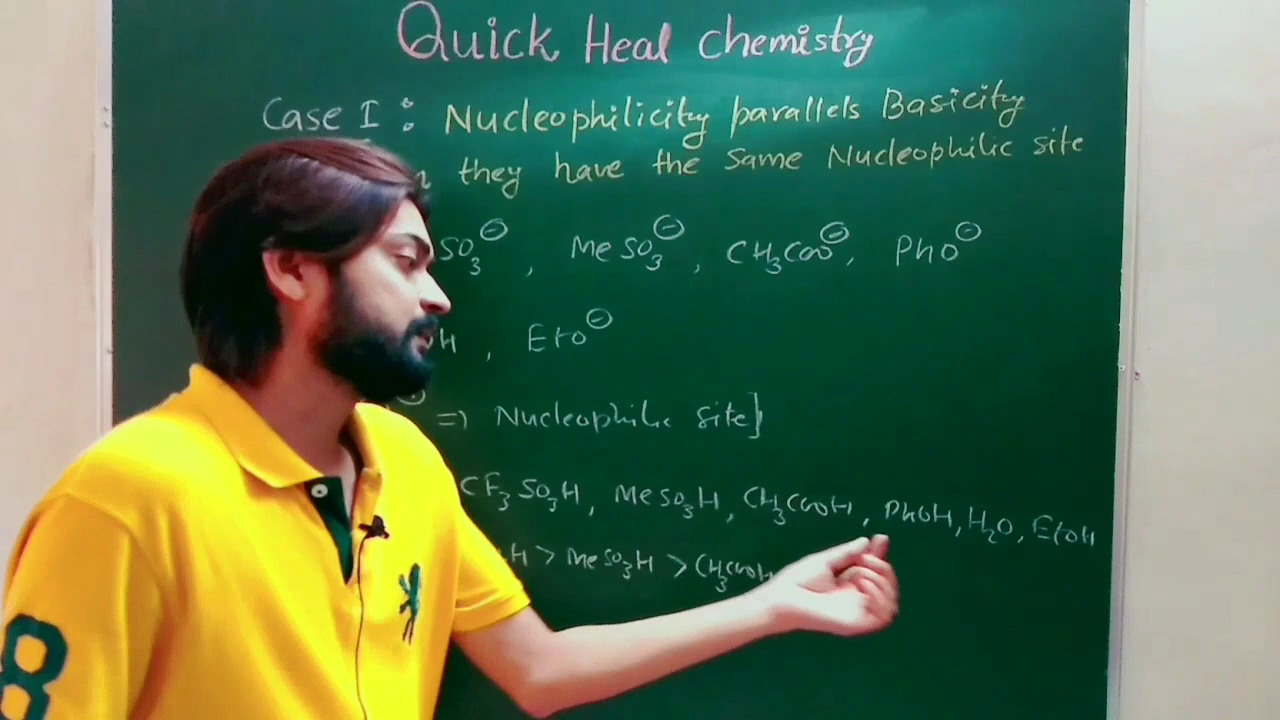 Quick Heal chemistry
Case I : Nucleophilicity parallels Basicity
they have the same Nucleophilic site
SO₃⊖, MeSO₃⊖, CH₃COO⊖, PhO⊖
H, EtO⊖
=> Nucleophilic site]
CF₃SO₃H, MeSO₃H, CH₃COOH, PhOH, H₂O, EtOH
H > MeSO₃H > CH₃COOH
8